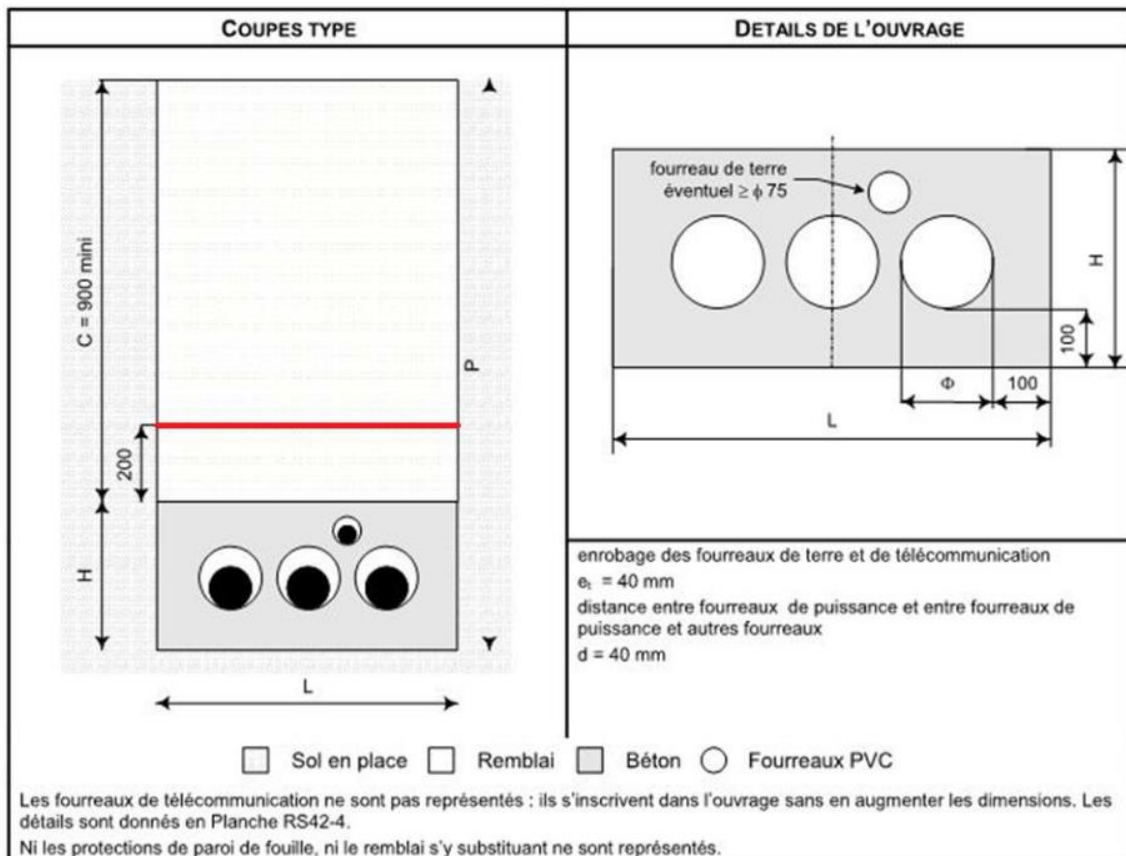 COUPES TYPE
DETAILS DE L'OUVRAGE
C = 900 mini
P
200
H
L
fourreau de terre
éventuel ≥ ϕ 75
H
100
Φ
100
L
enrobage des fourreaux de terre et de télécommunication
eₜ = 40 mm
distance entre fourreaux de puissance et entre fourreaux de
puissance et autres fourreaux
d = 40 mm
Sol en place Remblai Béton Fourreaux PVC
Les fourreaux de télécommunication ne sont pas représentés : ils s'inscrivent dans l'ouvrage sans en augmenter les dimensions. Les
détails sont donnés en Planche RS42-4.
Ni les protections de paroi de fouille, ni le remblai s'y substituant ne sont représentés.